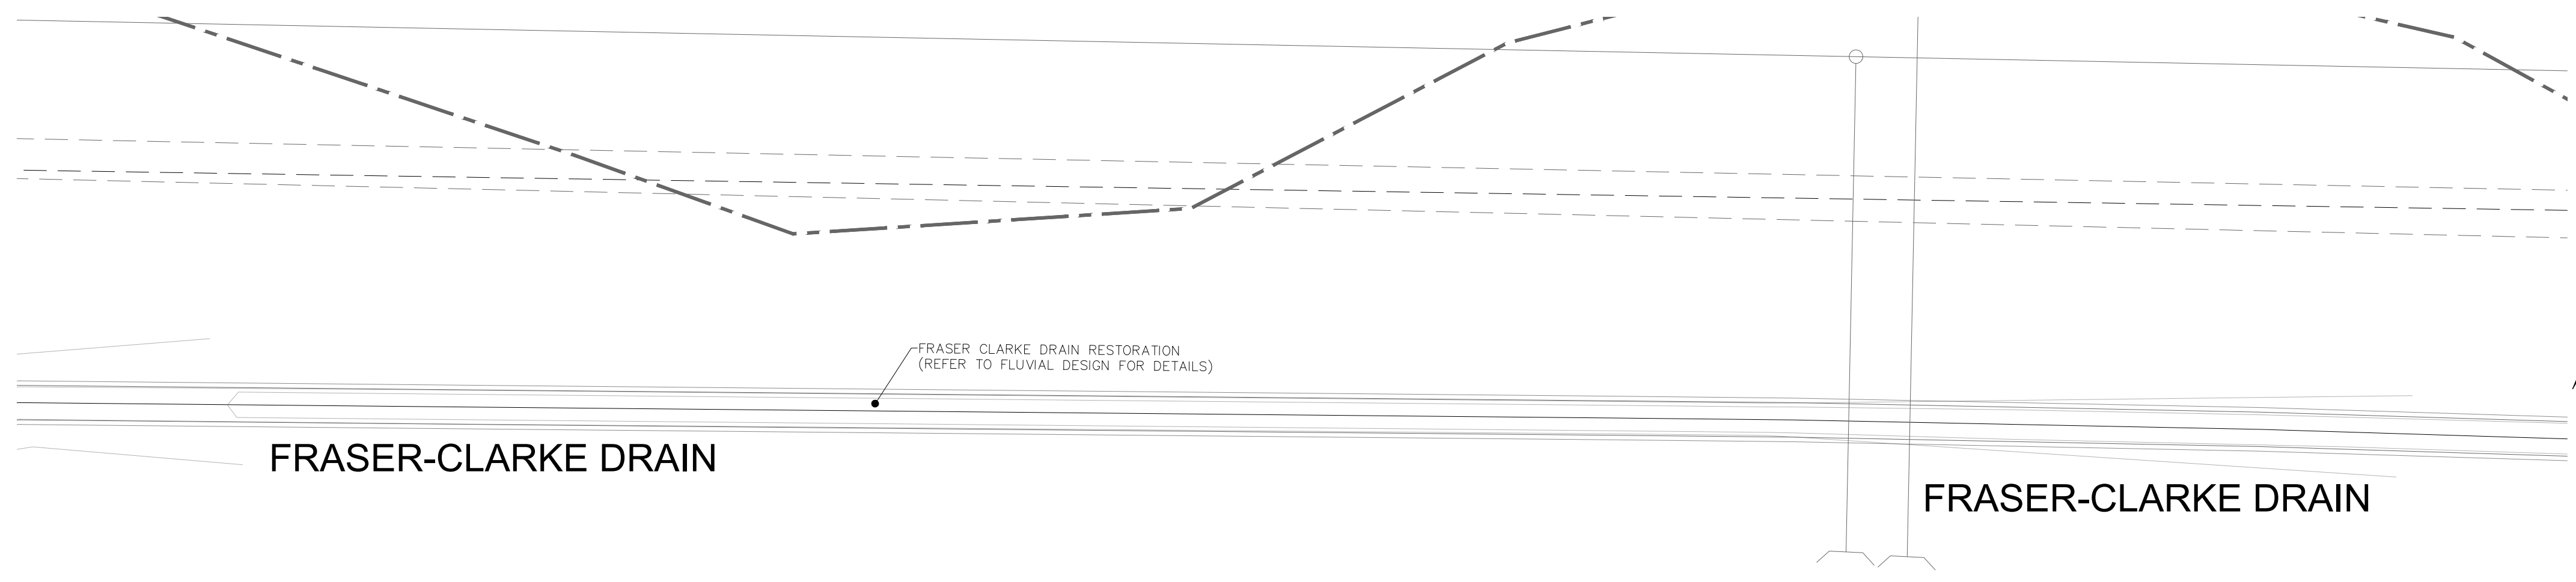 FRASER CLARKE DRAIN RESTORATION
(REFER TO FLUVIAL DESIGN FOR DETAILS)
FRASER-CLARKE DRAIN
FRASER-CLARKE DRAIN